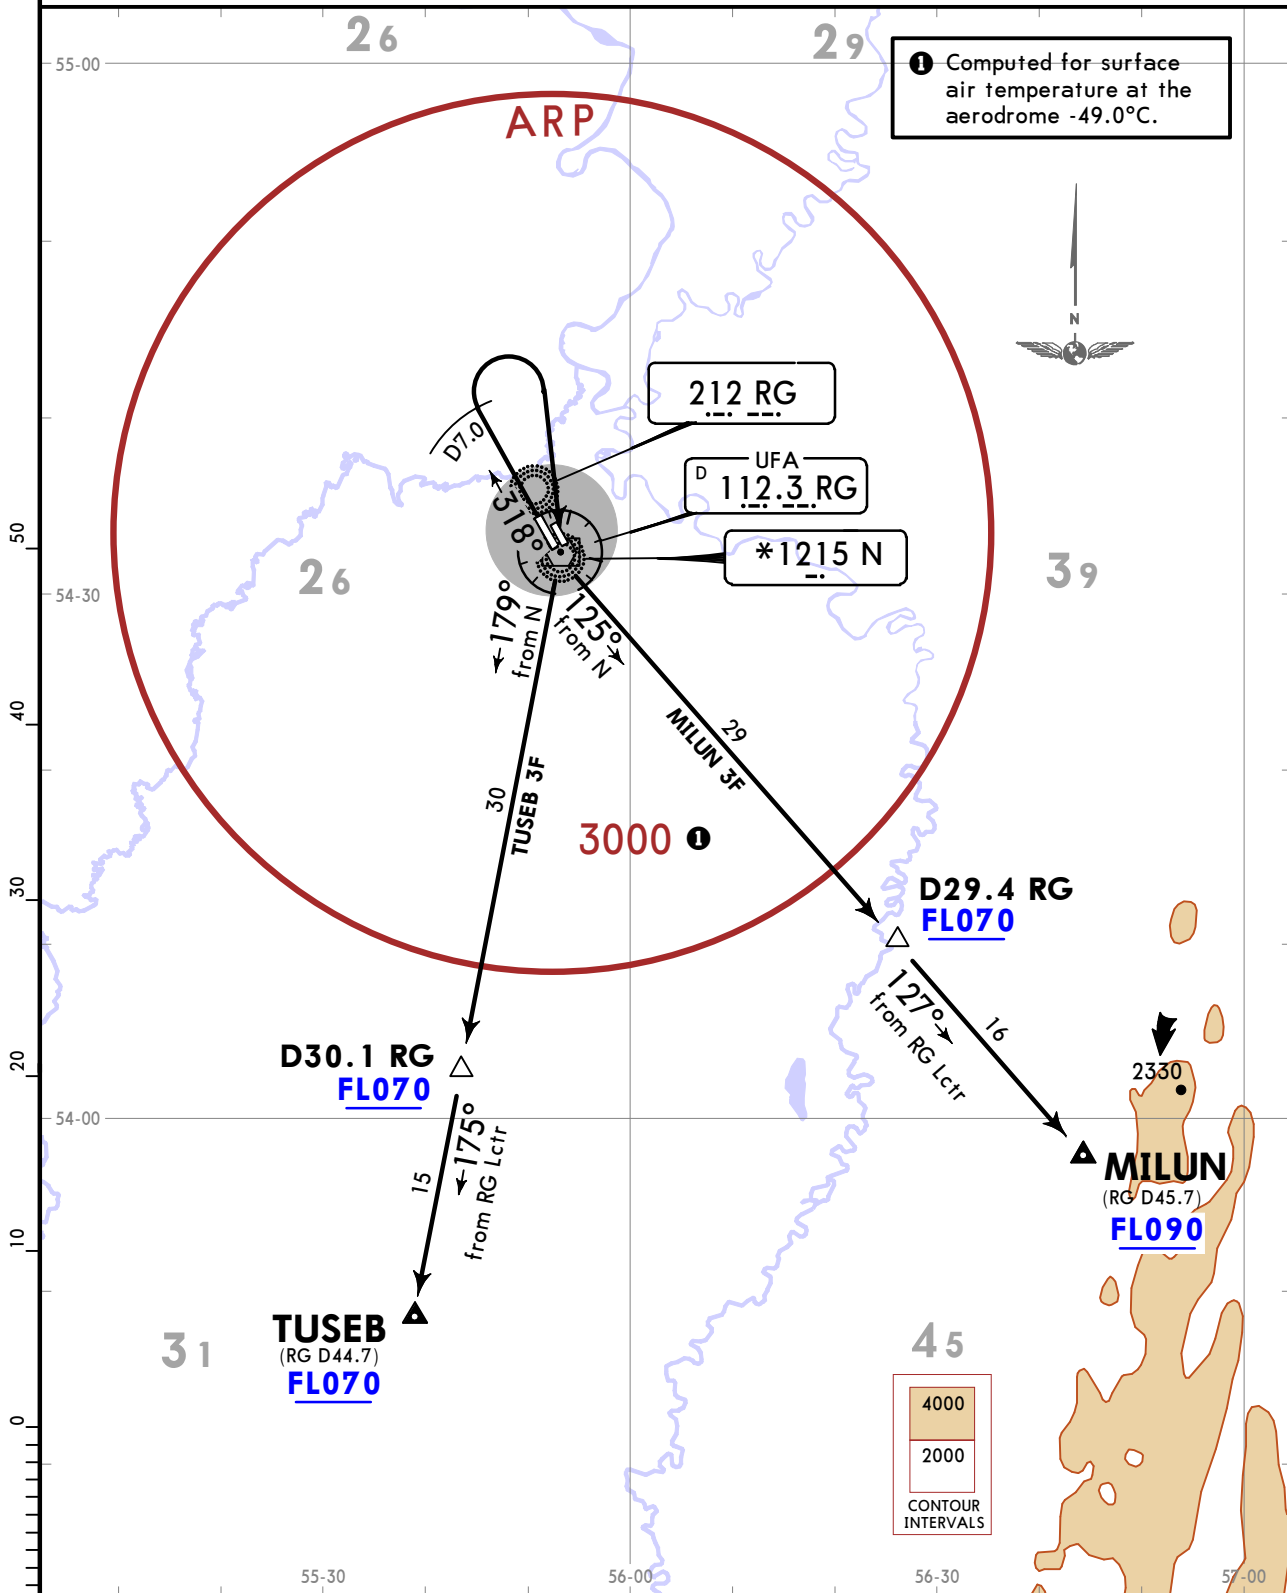 26
29
55-00
❶ Computed for surface
air temperature at the
aerodrome -49.0°C.
ARP
N
212 RG
D7.0
UFA
D 112.3 RG
318°
*1215 N
50
26
39
54-30
←179°
from N
125°→
from N
40
29
MILUN 3F
30
TUSEB 3F
3000 ❶
30
D29.4 RG
FL070
127°→
from RG Lctr
16
D30.1 RG
FL070
20
2330
54-00
←175°
from RG Lctr
15
MILUN
(RG D45.7)
FL090
10
TUSEB
(RG D44.7)
FL070
31
45
4000
2000
CONTOUR
INTERVALS
0
55-30
56-00
56-30
57-00